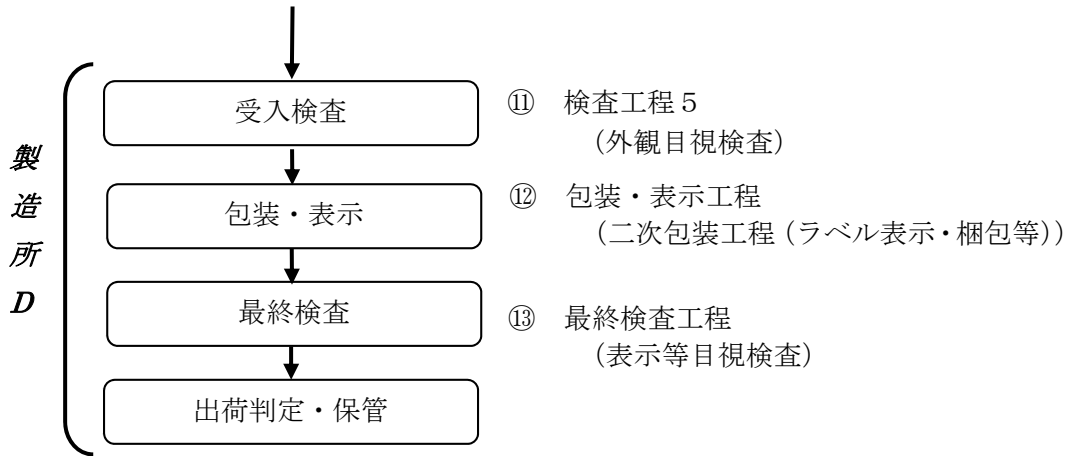 製造所D
受入検査
⑪ 検査工程5
(外観目視検査)
包装・表示
⑫ 包装・表示工程
(二次包装工程(ラベル表示・梱包等))
最終検査
⑬ 最終検査工程
(表示等目視検査)
出荷判定・保管